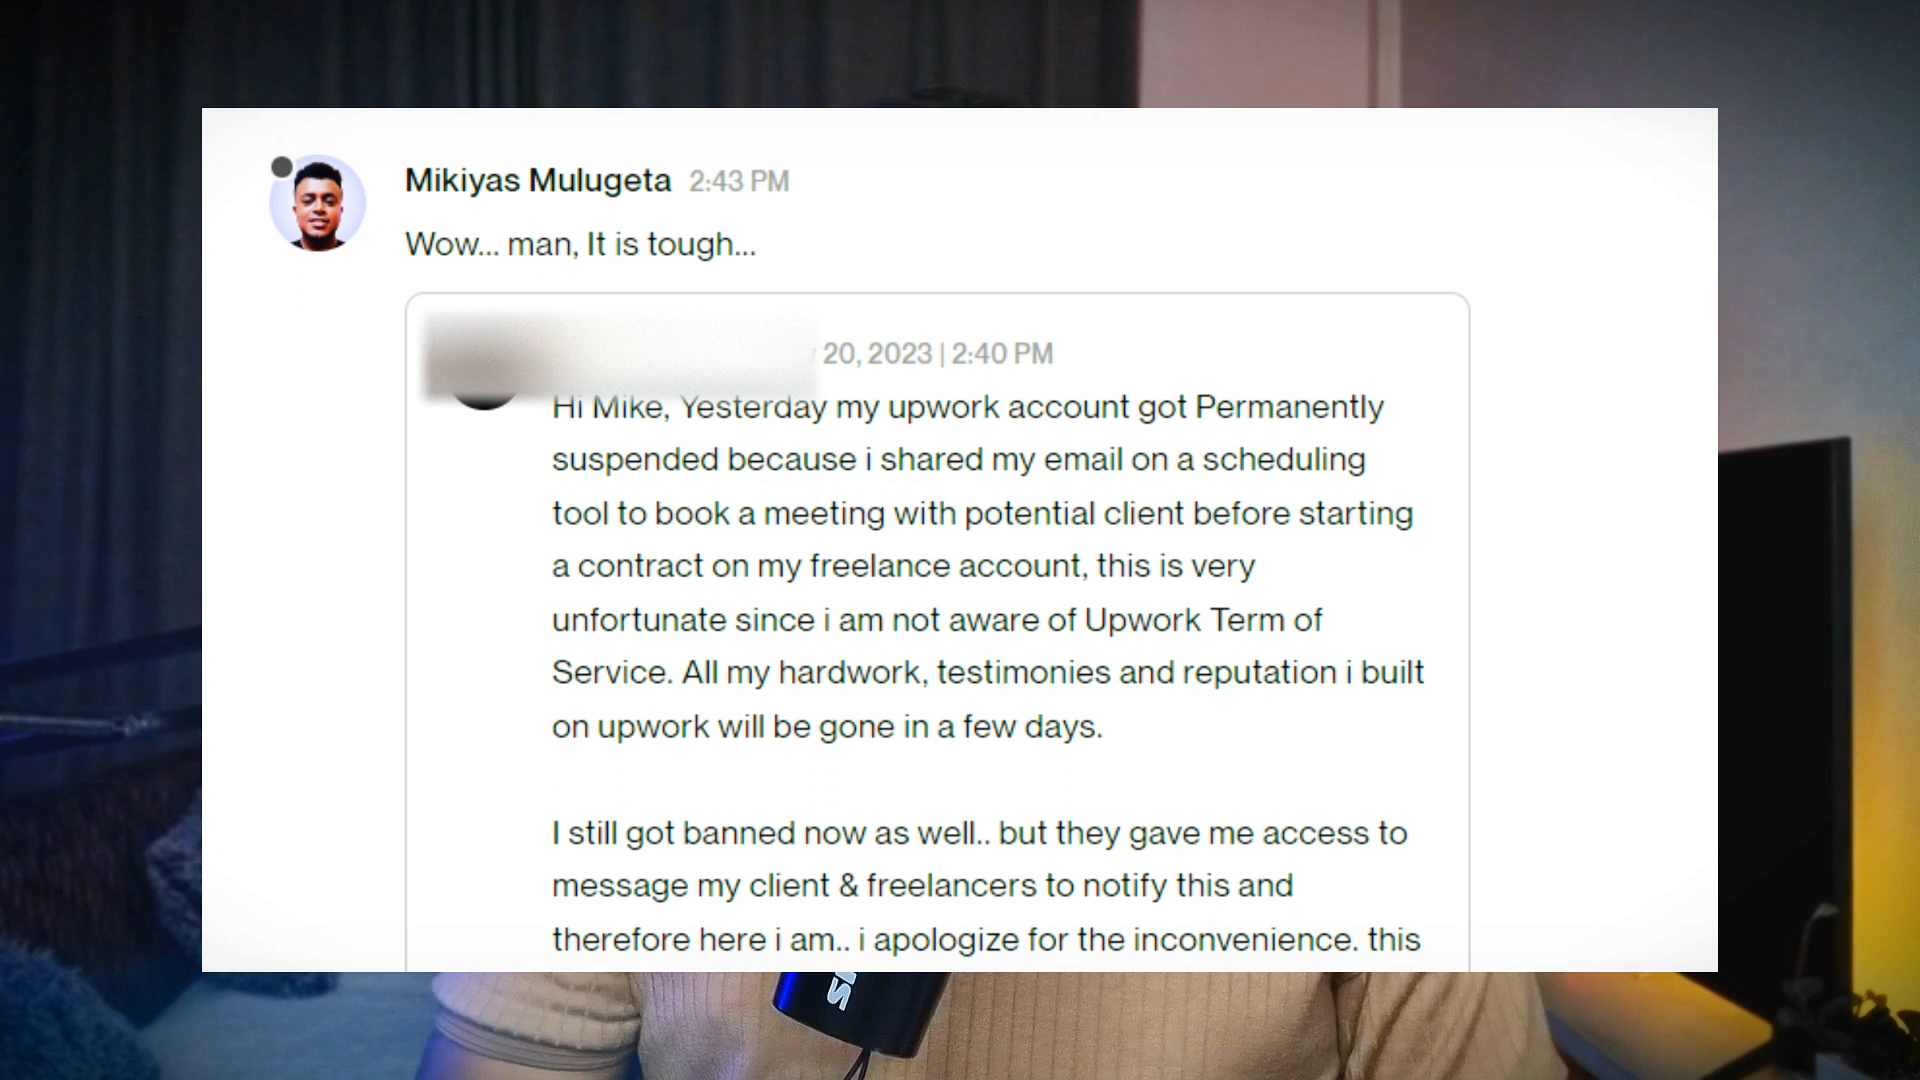 Mikiyas Mulugeta 2:43 PM
Wow... man, It is tough...
20, 2023 | 2:40 PM
Hi Mike, Yesterday my upwork account got Permanently
suspended because i shared my email on a scheduling
tool to book a meeting with potential client before starting
a contract on my freelance account, this is very
unfortunate since i am not aware of Upwork Term of
Service. All my hardwork, testimonies and reputation i built
on upwork will be gone in a few days.
I still got banned now as well.. but they gave me access to
message my client & freelancers to notify this and
therefore here i am.. i apologize for the inconvenience. this